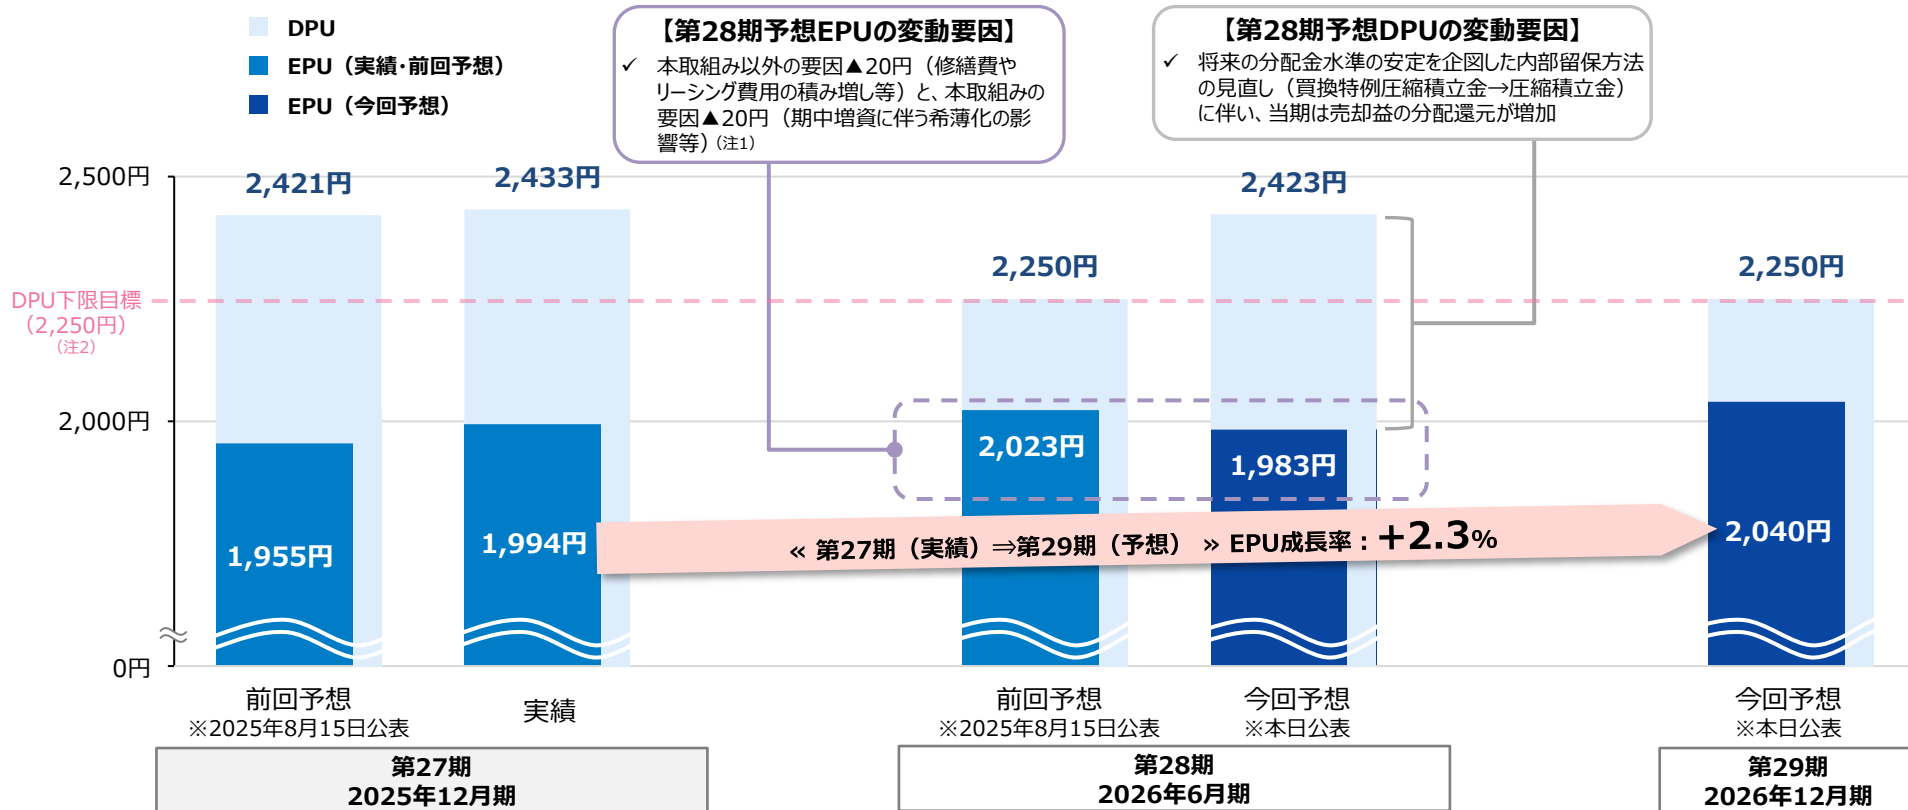 DPU
EPU（実績・前回予想）
EPU（今回予想）
【第28期予想EPUの変動要因】
✓ 本取組み以外の要因▲20円（修繕費や
リーシング費用の積み増し等）と、本取組みの
要因▲20円（期中増資に伴う希薄化の影
響等）（注1）
【第28期予想DPUの変動要因】
✓ 将来の分配金水準の安定を企図した内部留保方法
の見直し（買換特例圧縮積立金→圧縮積立金）
に伴い、当期は売却益の分配還元が増加
2,500円
2,000円
0円
DPU下限目標
（2,250円）
（注2）
2,421円
2,433円
2,250円
2,423円
2,250円
1,955円
1,994円
2,023円
1,983円
2,040円
« 第27期（実績）⇒第29期（予想） » EPU成長率：+2.3%
前回予想
※2025年8月15日公表
実績
前回予想
※2025年8月15日公表
今回予想
※本日公表
今回予想
※本日公表
第27期
2025年12月期
第28期
2026年6月期
第29期
2026年12月期